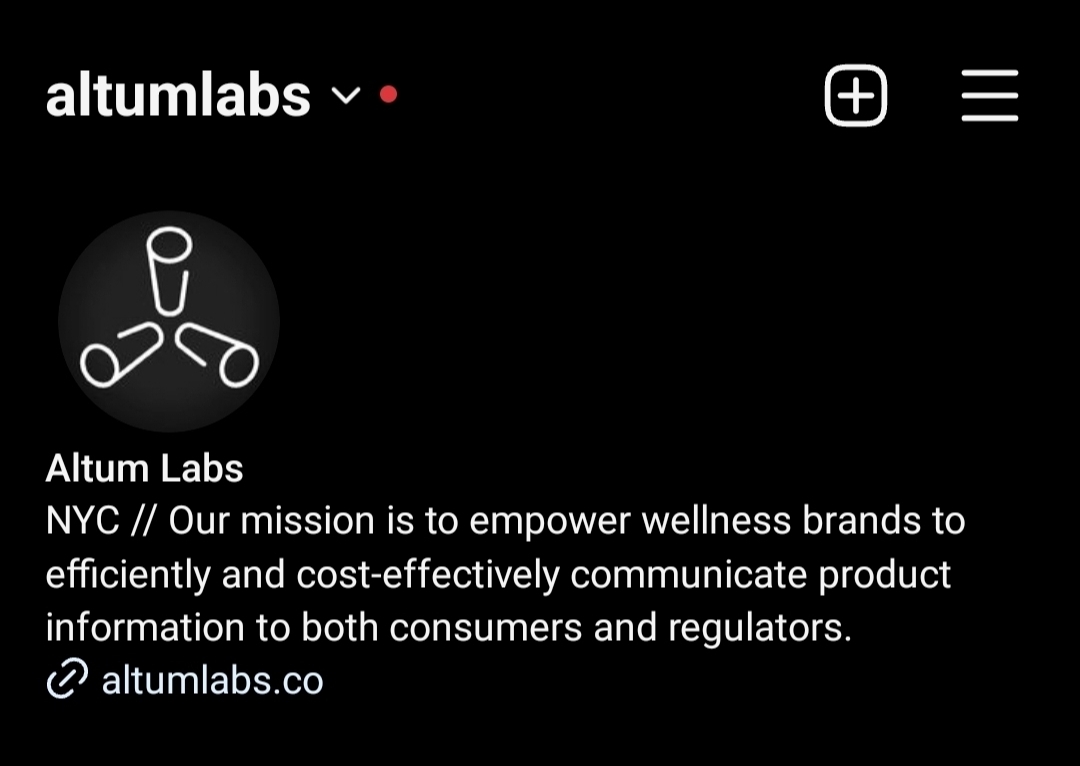 altumlabs
Altum Labs
NYC // Our mission is to empower wellness brands to
efficiently and cost-effectively communicate product
information to both consumers and regulators.
altumlabs.co